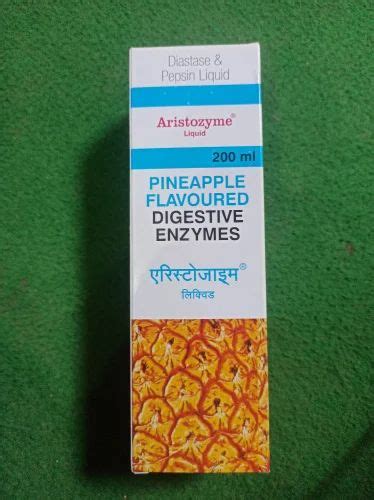 Diastase &
Pepsin Liquid
Aristozyme®
Liquid
200 ml
PINEAPPLE
FLAVOURED
DIGESTIVE
ENZYMES
एरिस्टोजाइम®
लिक्विड